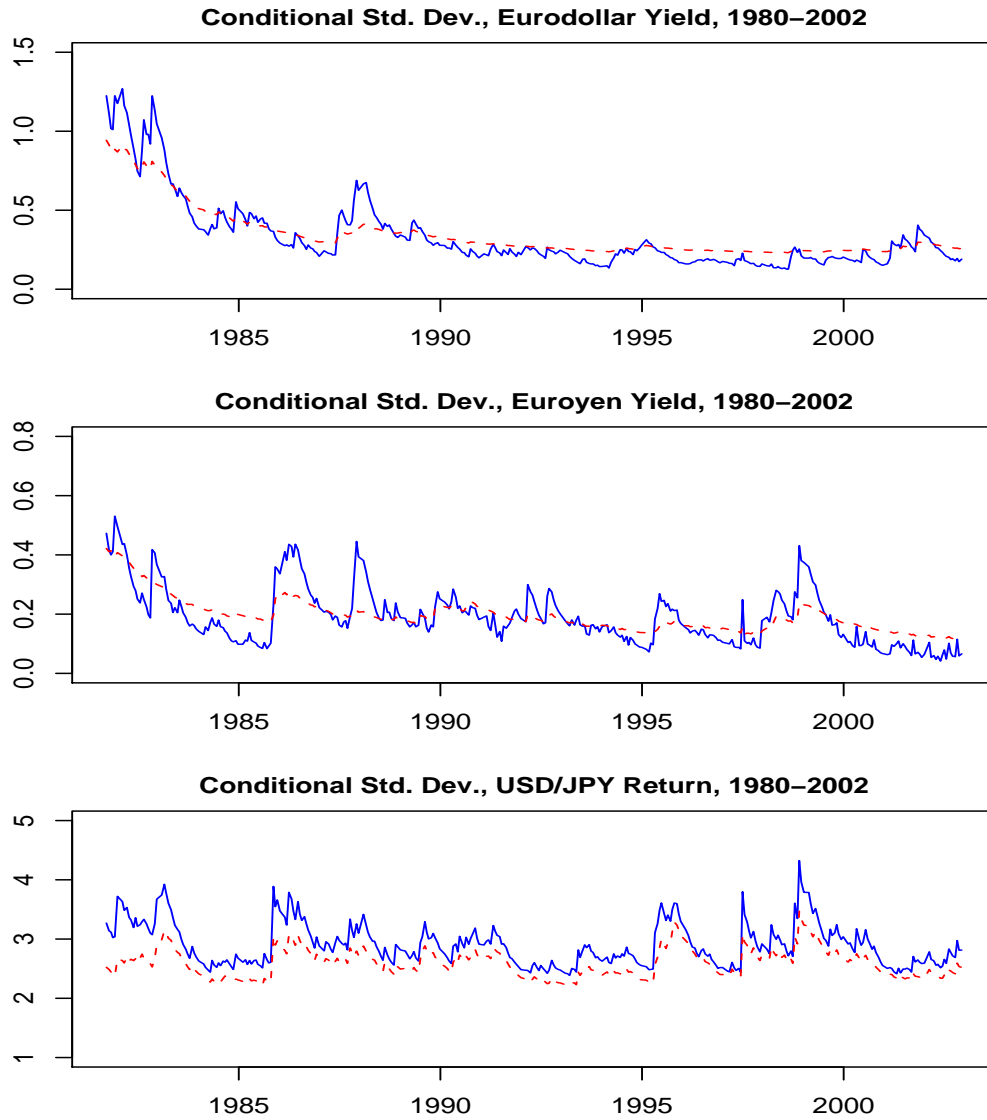 Conditional Std. Dev., Eurodollar Yield, 1980−2002
1.5
1.0
0.5
0.0
1985 1990 1995 2000
Conditional Std. Dev., Euroyen Yield, 1980−2002
0.8
0.6
0.4
0.2
0.0
1985 1990 1995 2000
Conditional Std. Dev., USD/JPY Return, 1980−2002
5
4
3
2
1
1985 1990 1995 2000